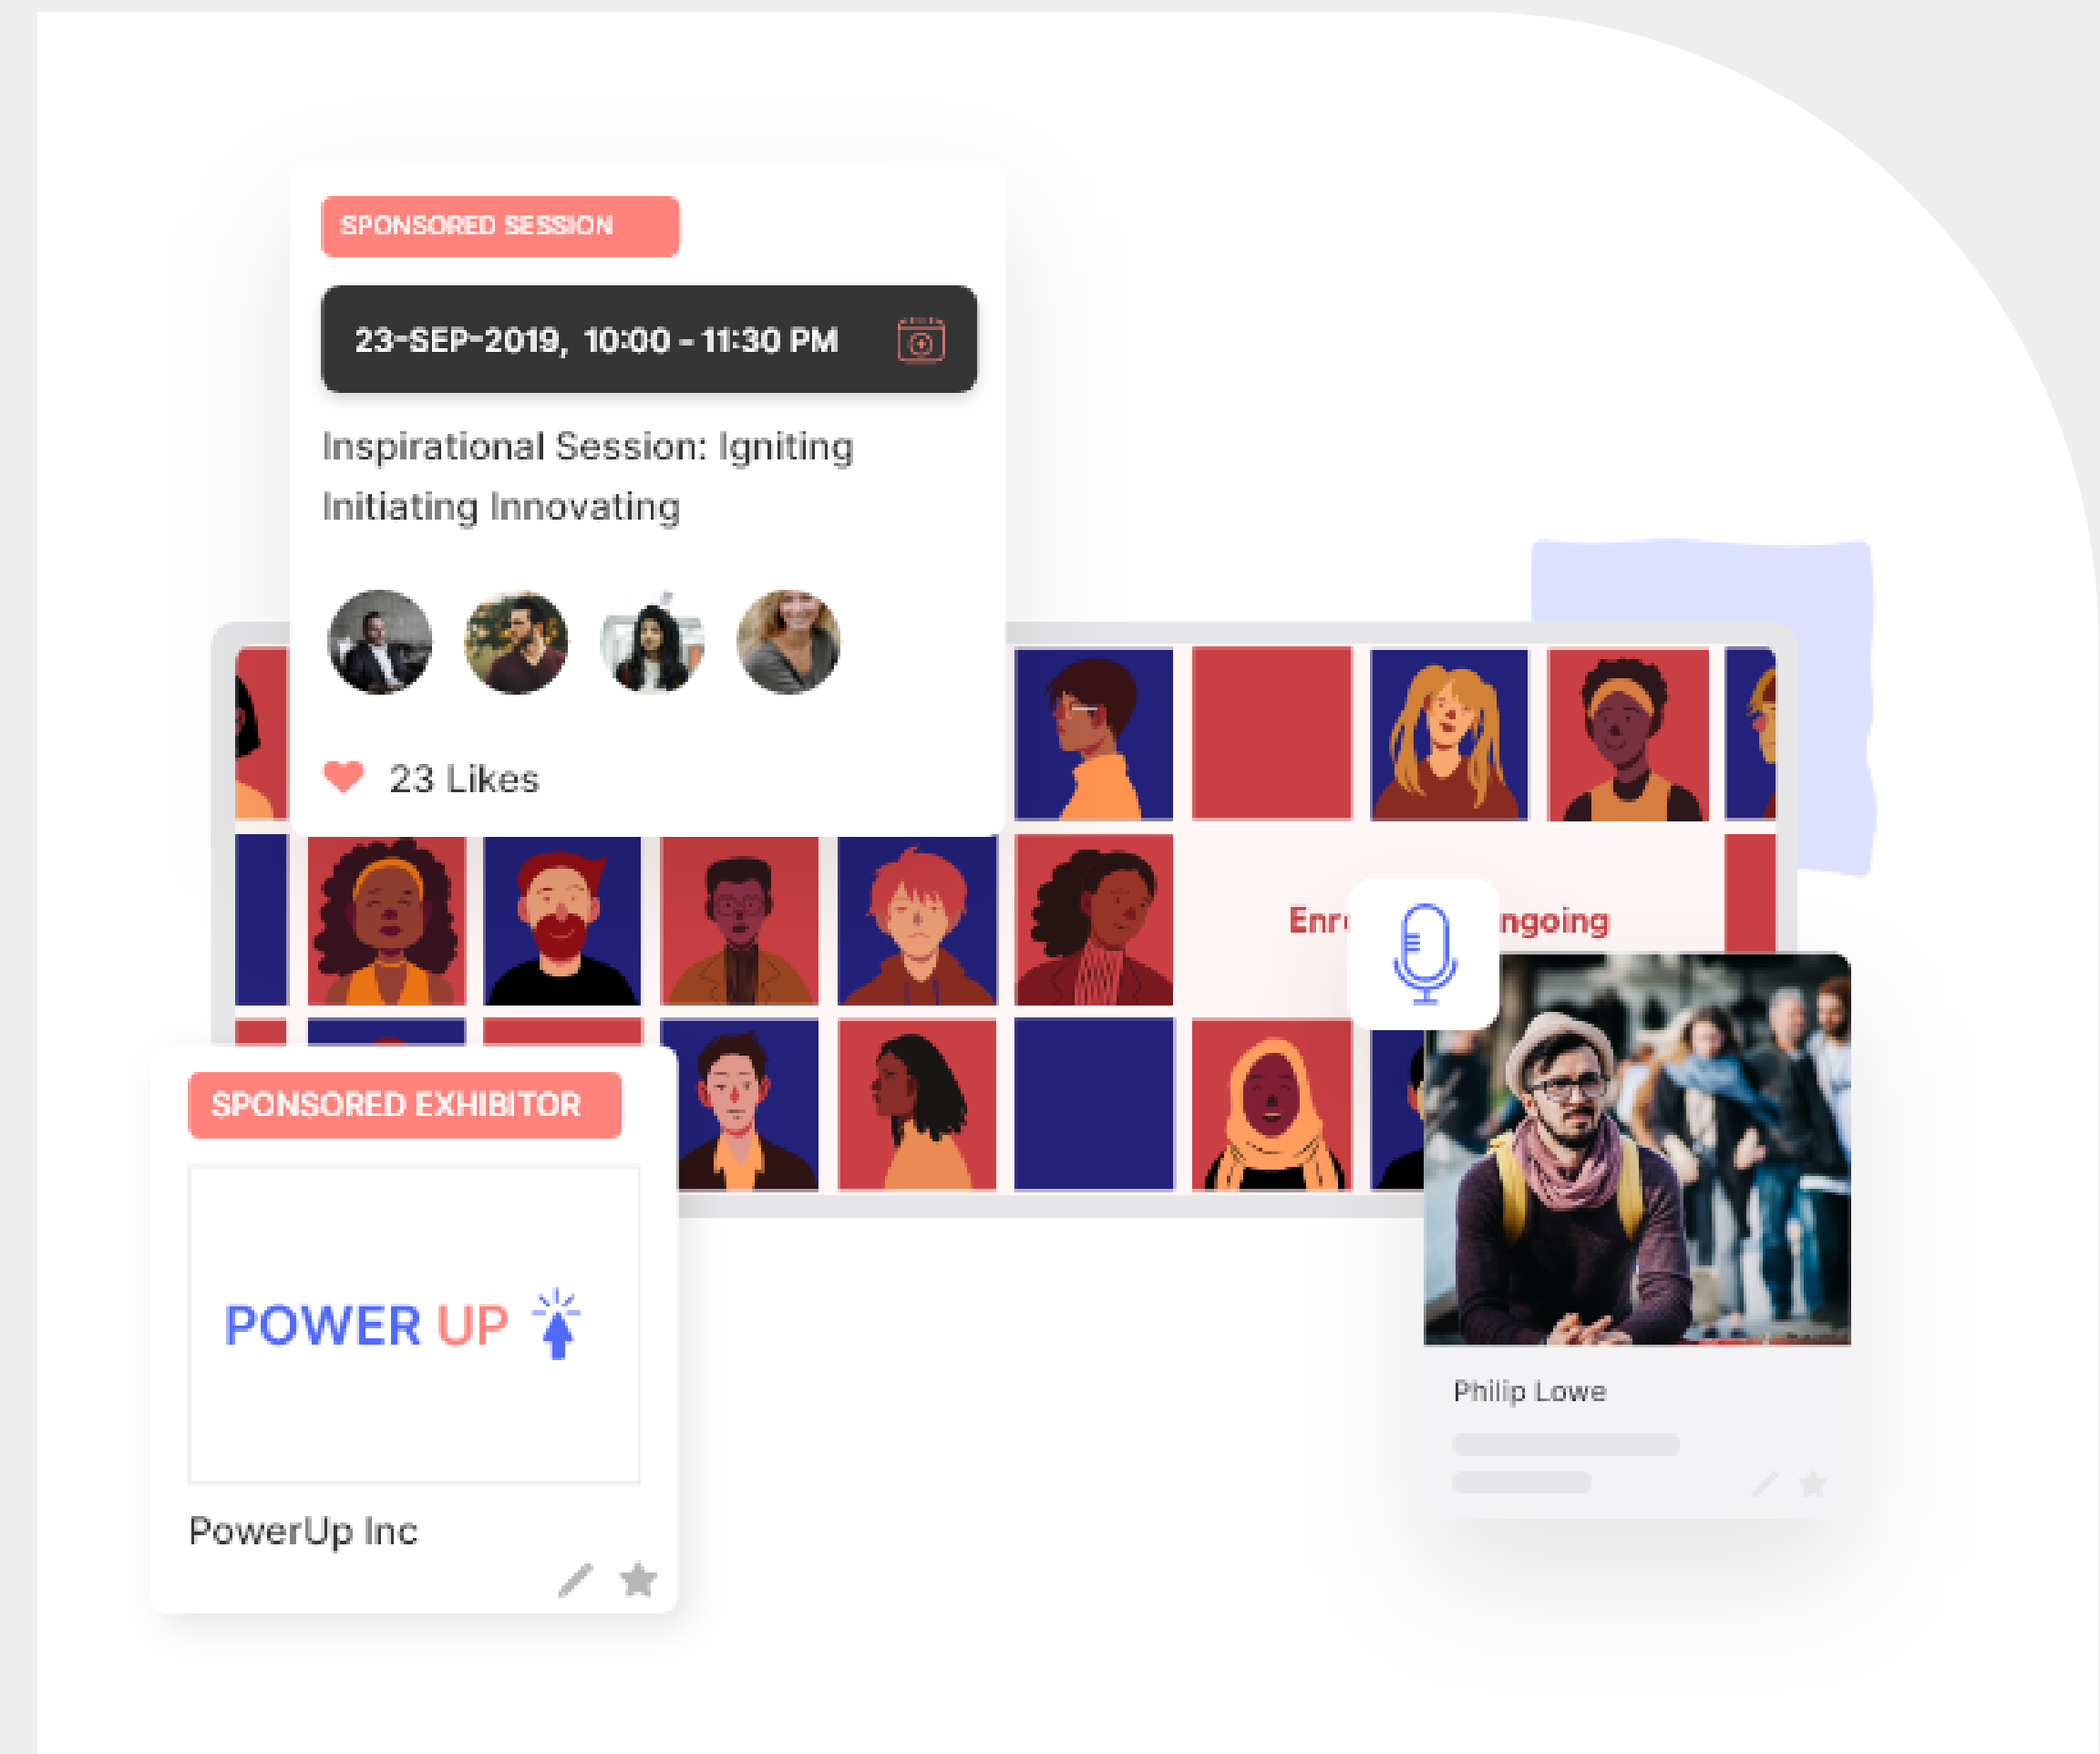 SPONSORED SESSION
23-SEP-2019, 10:00 - 11:30 PM
Inspirational Session: Igniting
Initiating Innovating
23 Likes
ngoing
SPONSORED EXHIBITOR
POWER UP
PowerUp Inc
Philip Lowe